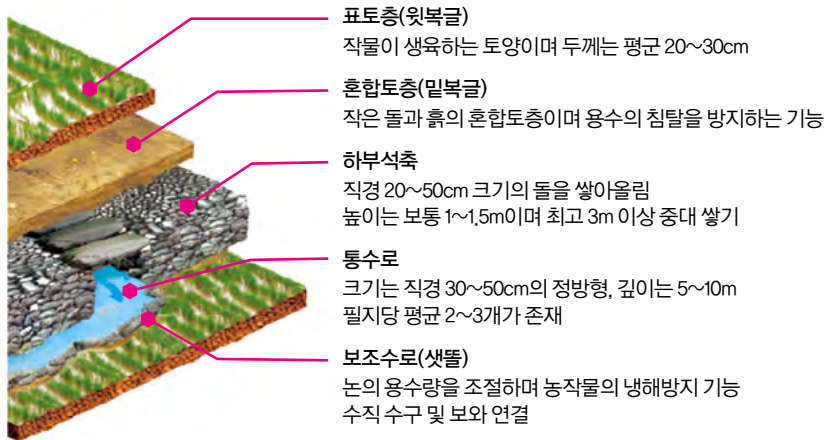 표토층(윗복글)
작물이 생육하는 토양이며 두께는 평균 20~30cm
혼합토층(밑복글)
작은 돌과 흙의 혼합토층이며 용수의 침탈을 방지하는 기능
하부석축
직경 20~50cm 크기의 돌을 쌓아올림
높이는 보통 1~1.5m이며 최고 3m 이상 중대 쌓기
통수로
크기는 직경 30~50cm의 정방형, 깊이는 5~10m
필지당 평균 2~3개가 존재
보조수로(샛똘)
논의 용수량을 조절하며 농작물의 냉해방지 기능
수직 수구 및 보와 연결